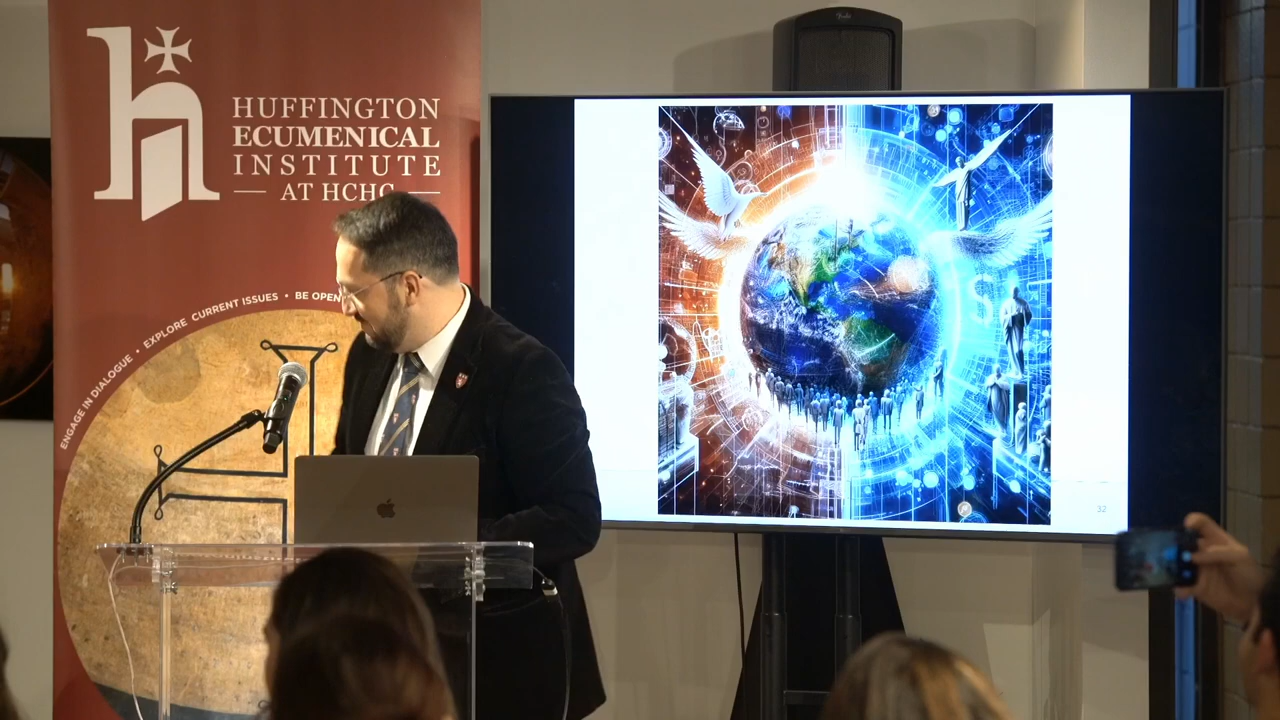 HUFFINGTON
ECUMENICAL
INSTITUTE
AT HCHC
ENGAGE IN DIALOGUE • EXPLORE CURRENT ISSUES • BE OPEN
32